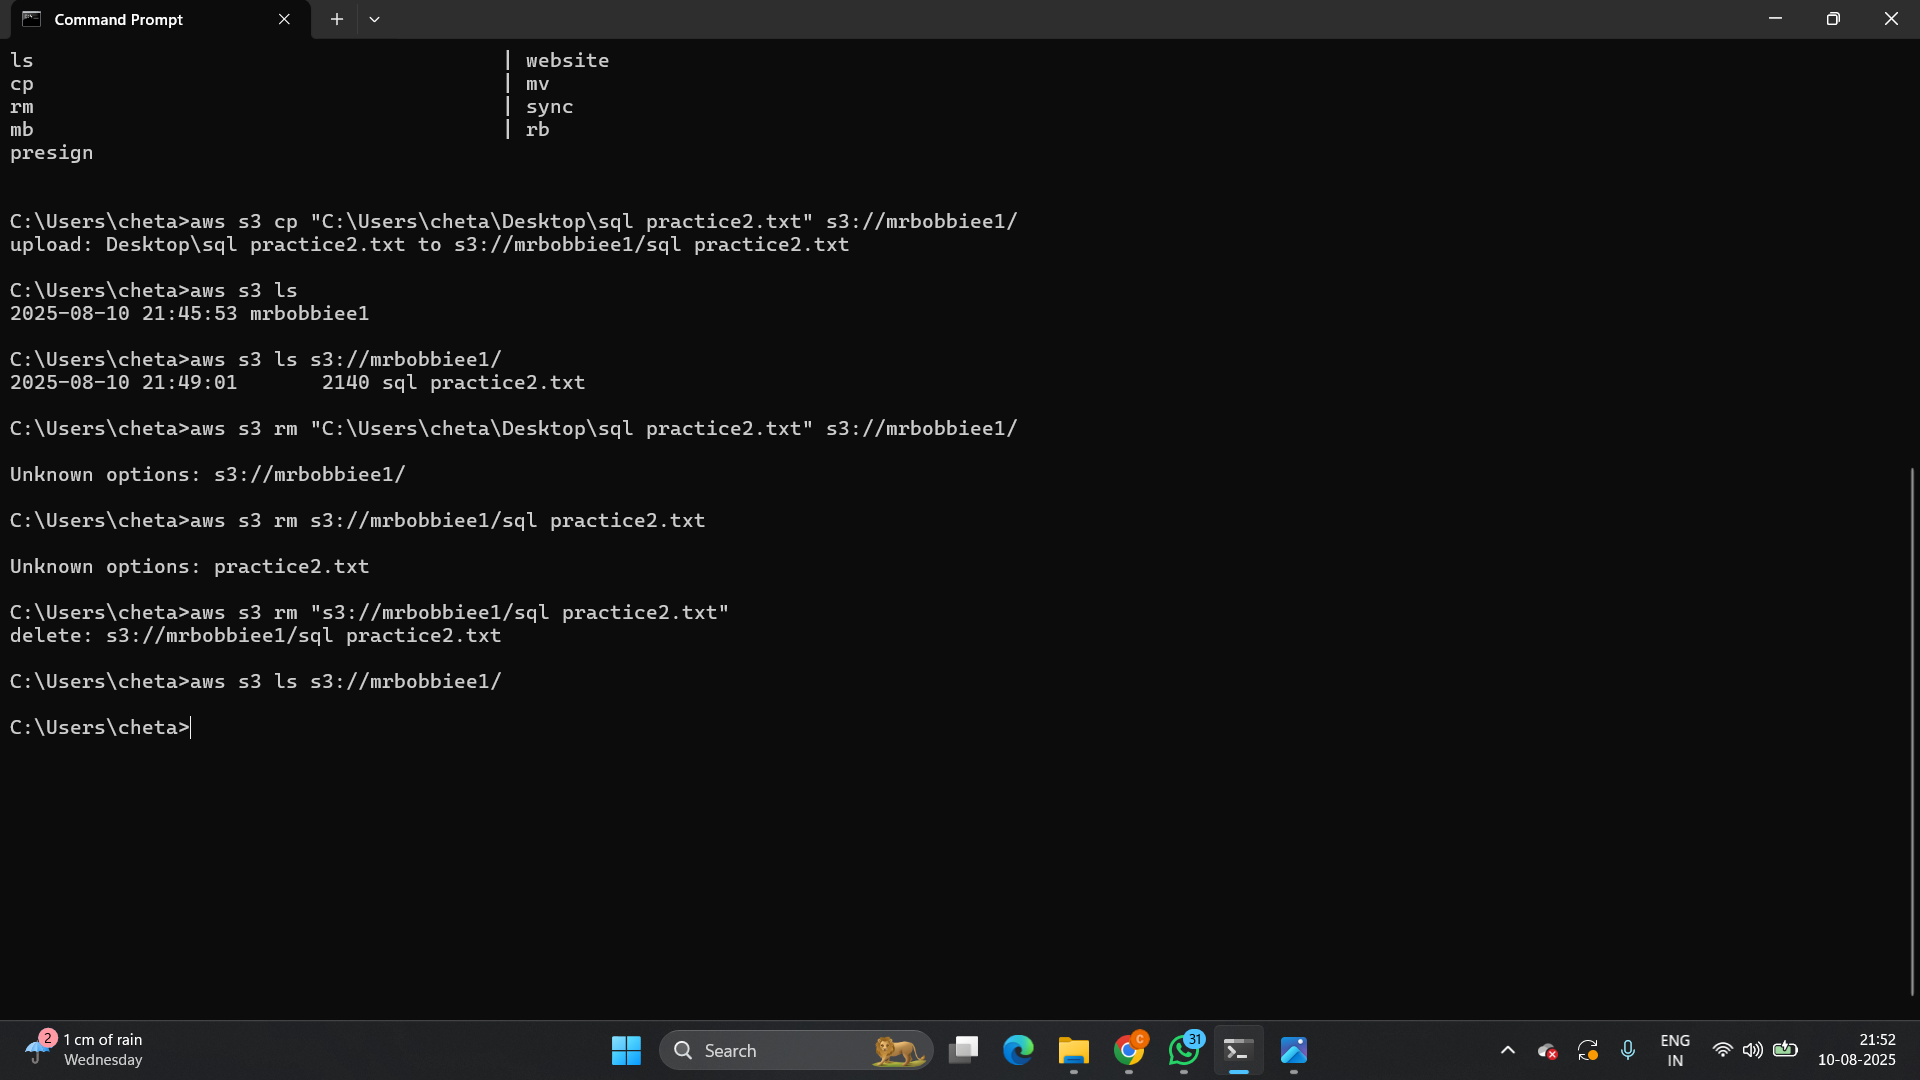 Command Prompt
ls | website
cp | mv
rm | sync
mb | rb
presign
C:\Users\cheta>aws s3 cp "C:\Users\cheta\Desktop\sql practice2.txt" s3://mrbobbiee1/
upload: Desktop\sql practice2.txt to s3://mrbobbiee1/sql practice2.txt
C:\Users\cheta>aws s3 ls
2025-08-10 21:45:53 mrbobbiee1
C:\Users\cheta>aws s3 ls s3://mrbobbiee1/
2025-08-10 21:49:01       2140 sql practice2.txt
C:\Users\cheta>aws s3 rm "C:\Users\cheta\Desktop\sql practice2.txt" s3://mrbobbiee1/
Unknown options: s3://mrbobbiee1/
C:\Users\cheta>aws s3 rm s3://mrbobbiee1/sql practice2.txt
Unknown options: practice2.txt
C:\Users\cheta>aws s3 rm "s3://mrbobbiee1/sql practice2.txt"
delete: s3://mrbobbiee1/sql practice2.txt
C:\Users\cheta>aws s3 ls s3://mrbobbiee1/
C:\Users\cheta>
2
1 cm of rain
Wednesday
Search
C
31
ENG
IN
21:52
10-08-2025